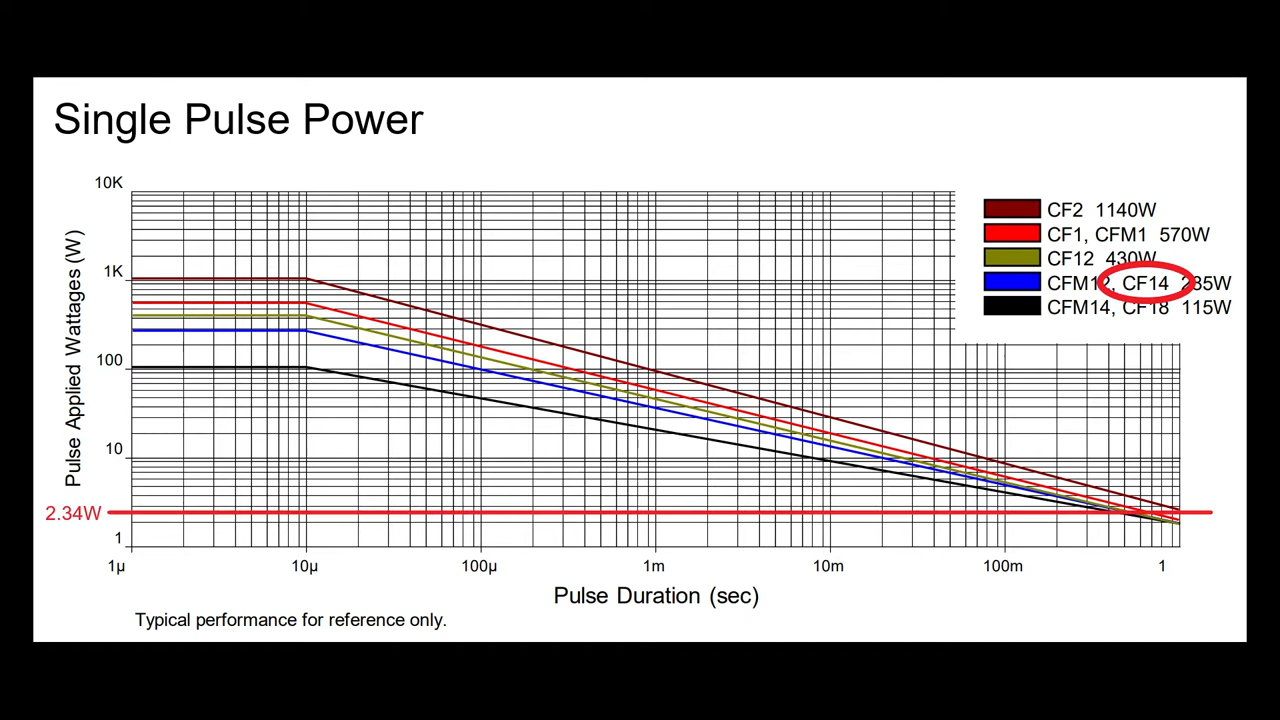 Single Pulse Power
10K
1K
100
10
2.34W
1
Pulse Applied Wattages (W)
CF2 1140W
CF1, CFM1 570W
CF12 430W
CFM12, CF14 285W
CFM14, CF18 115W
1µ 10µ 100µ 1m 10m 100m 1
Pulse Duration (sec)
Typical performance for reference only.